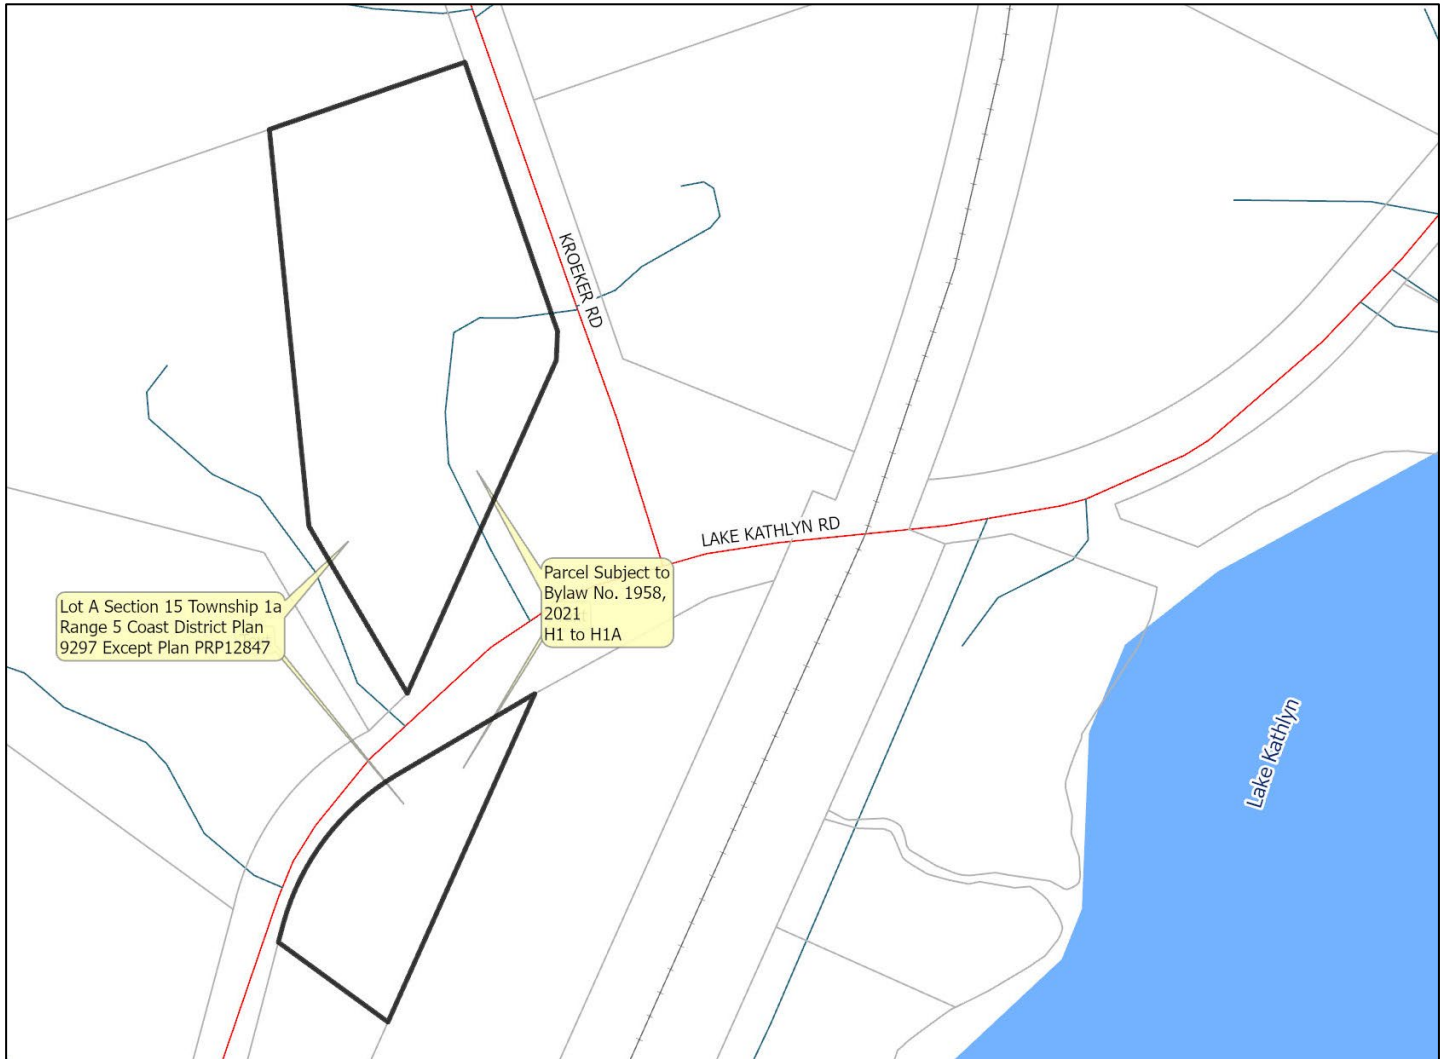 KROEKER RD
LAKE KATHLYN RD
Parcel Subject to
Bylaw No. 1958,
2021
H1 to H1A
Lot A Section 15 Township 1a
Range 5 Coast District Plan
9297 Except Plan PRP12847
Lake Kathlyn